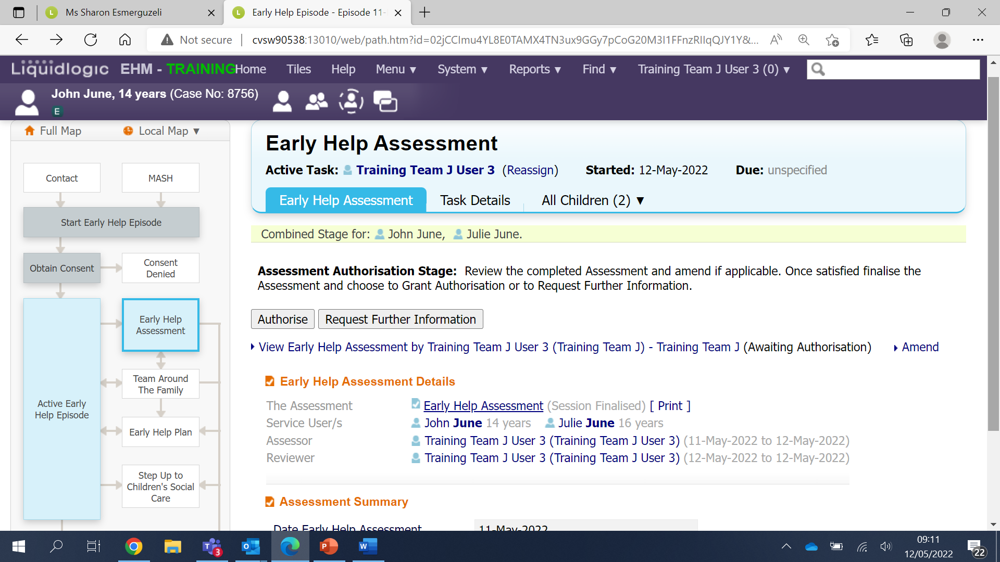 Ms Sharon Esmerguzeli
Early Help Episode - Episode 11-
Not secure
cvsw90538:13010/web/path.htm?id=02jCCImu4YL8E0TAMX4TN3ux9GGy7pCoG20M3I1FFnzRIIqQJY1Y&...
Liquidlogic EHM - TRAINING Home Tiles Help Menu ▼ System ▼ Reports ▼ Find ▼ Training Team J User 3 (0) ▼
John June, 14 years (Case No: 8756)
E
Full Map Local Map ▼
Contact
MASH
Start Early Help Episode
Obtain Consent
Consent
Denied
Early Help
Assessment
Team Around
The Family
Active Early
Help Episode
Early Help Plan
Step Up to
Children's Social
Care
Early Help Assessment
Active Task: Training Team J User 3 (Reassign) Started: 12-May-2022 Due: unspecified
Early Help Assessment Task Details All Children (2) ▼
Combined Stage for: John June, Julie June.
Assessment Authorisation Stage: Review the completed Assessment and amend if applicable. Once satisfied finalise the
Assessment and choose to Grant Authorisation or to Request Further Information.
Authorise Request Further Information
View Early Help Assessment by Training Team J User 3 (Training Team J) - Training Team J (Awaiting Authorisation) Amend
Early Help Assessment Details
The Assessment Early Help Assessment (Session Finalised) [ Print ]
Service User/s John June 14 years Julie June 16 years
Assessor Training Team J User 3 (Training Team J User 3) (11-May-2022 to 12-May-2022)
Reviewer Training Team J User 3 (Training Team J User 3) (12-May-2022 to 12-May-2022)
Assessment Summary
Date Early Help Assessment 11-May-2022
3
09:11
12/05/2022
22